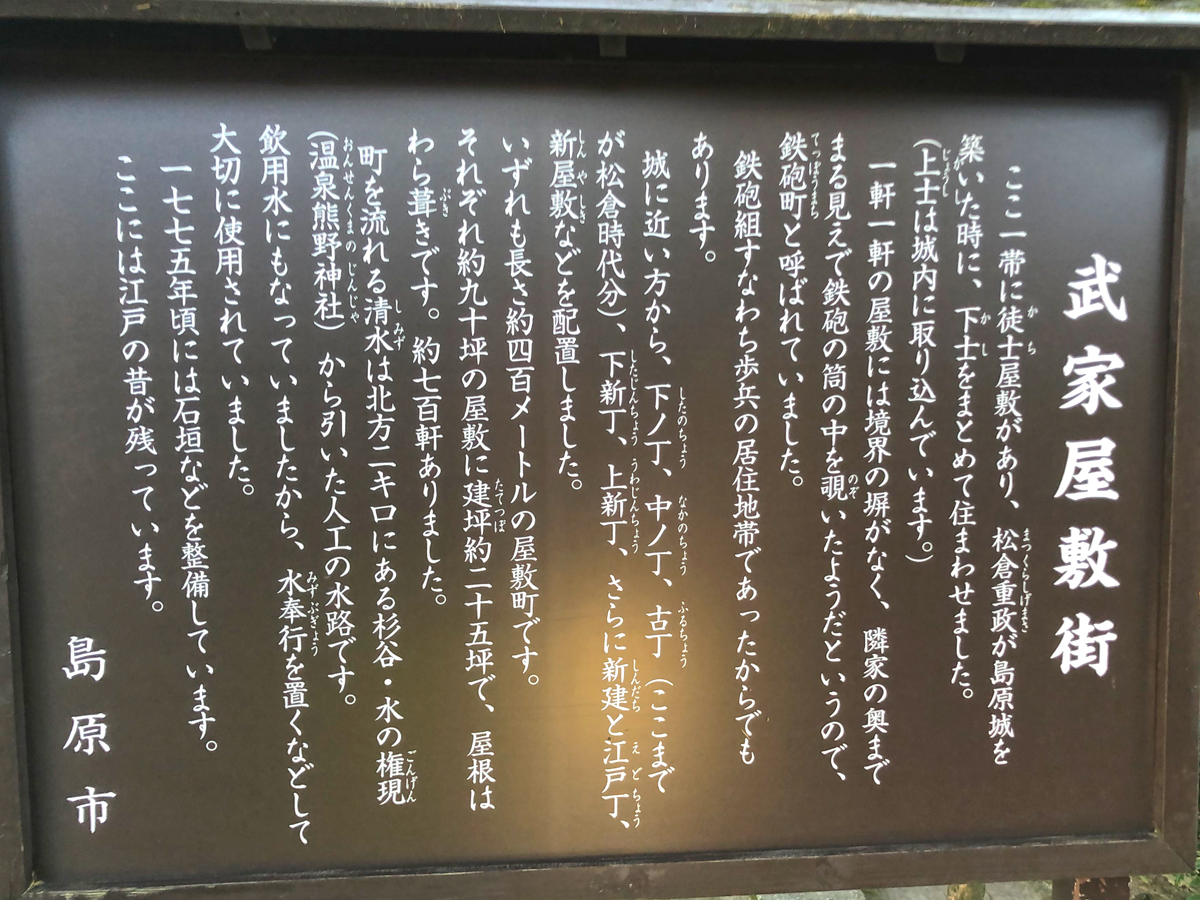 武家屋敷街
ここ一帯に徒士屋敷があり、松倉重政が島原城を
築いた時に、下士をまとめて住まわせました。
(上士は城内に取り込んでいます。)
一軒一軒の屋敷には境界の塀がなく、隣家の奥まで
まる見えで鉄砲の筒の中を覗いたようだというので、
鉄砲町と呼ばれていました。
鉄砲組すなわち歩兵の居住地帯であったからでも
あります。
城に近い方から、下ノ丁、中ノ丁、古丁(ここまで
が松倉時代分)、下新丁、上新丁、さらに新建と江戸丁、
新屋敷などを配置しました。
いずれも長さ約四百メートルの屋敷町です。
それぞれ約九十坪の屋敷に建坪約二十五坪で、屋根は
わら葺きです。約七百軒ありました。
町を流れる清水は北方二キロにある杉谷・水の権現
(温泉熊野神社)から引いた人工の水路です。
飲用水にもなっていましたから、水奉行を置くなどして
大切に使用されていました。
一七七五年頃には石垣などを整備しています。
ここには江戸の昔が残っています。
島原市